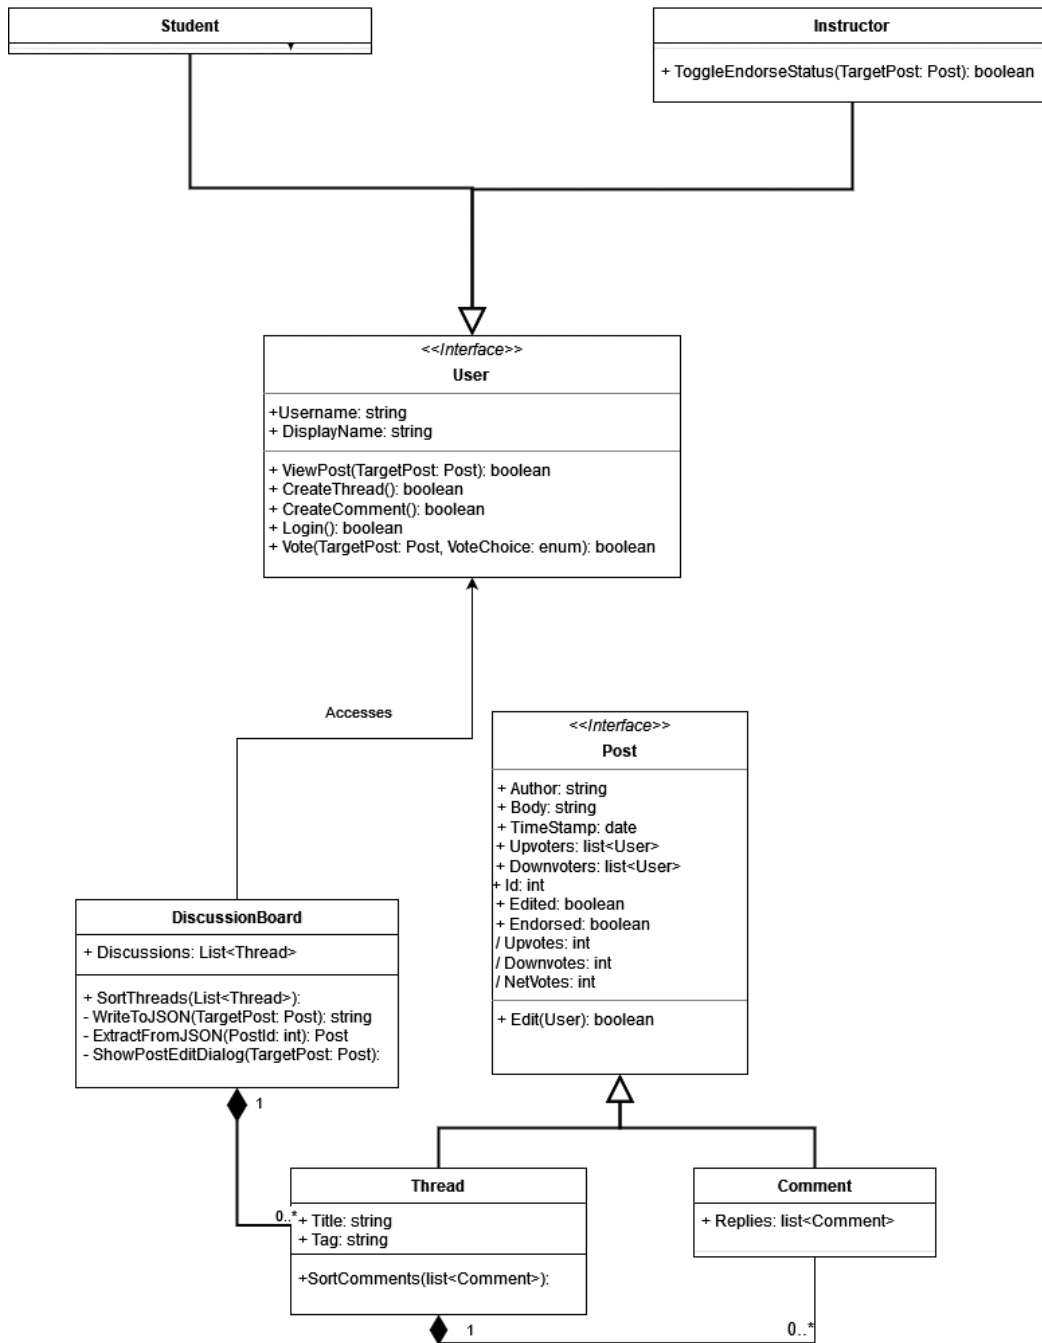 Student
Instructor
+ ToggleEndorseStatus(TargetPost: Post): boolean
<<Interface>>
User
+Username: string
+ DisplayName: string
+ ViewPost(TargetPost: Post): boolean
+ CreateThread(): boolean
+ CreateComment(): boolean
+ Login(): boolean
+ Vote(TargetPost: Post, VoteChoice: enum): boolean
Accesses
<<Interface>>
Post
+ Author: string
+ Body: string
+ TimeStamp: date
+ Upvoters: list<User>
+ Downvoters: list<User>
+ Id: int
+ Edited: boolean
+ Endorsed: boolean
/ Upvotes: int
/ Downvotes: int
/ NetVotes: int
+ Edit(User): boolean
DiscussionBoard
+ Discussions: List<Thread>
+ SortThreads(List<Thread>):
- WriteToJSON(TargetPost: Post): string
- ExtractFromJSON(PostId: int): Post
- ShowPostEditDialog(TargetPost: Post):
1
0..*
Thread
+ Title: string
+ Tag: string
+SortComments(list<Comment>):
Comment
+ Replies: list<Comment>
1
0..*